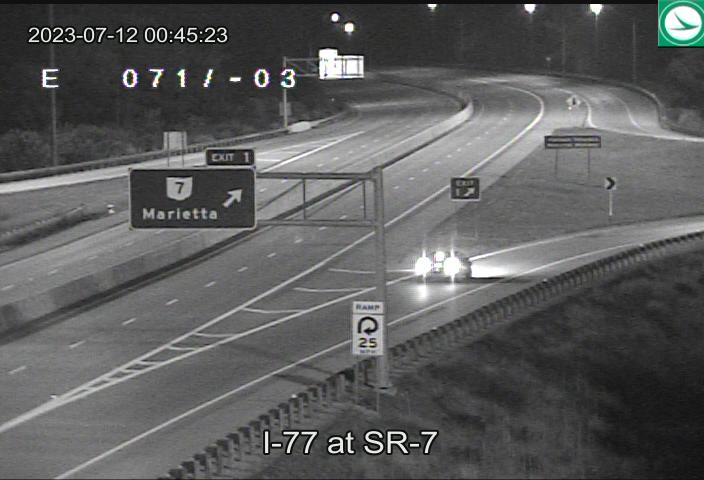 2023-07-12 00:45:23
E 071/-03
EXIT 1
7
Marietta
EXIT
1
RAMP
25
MPH
I-77 at SR-7